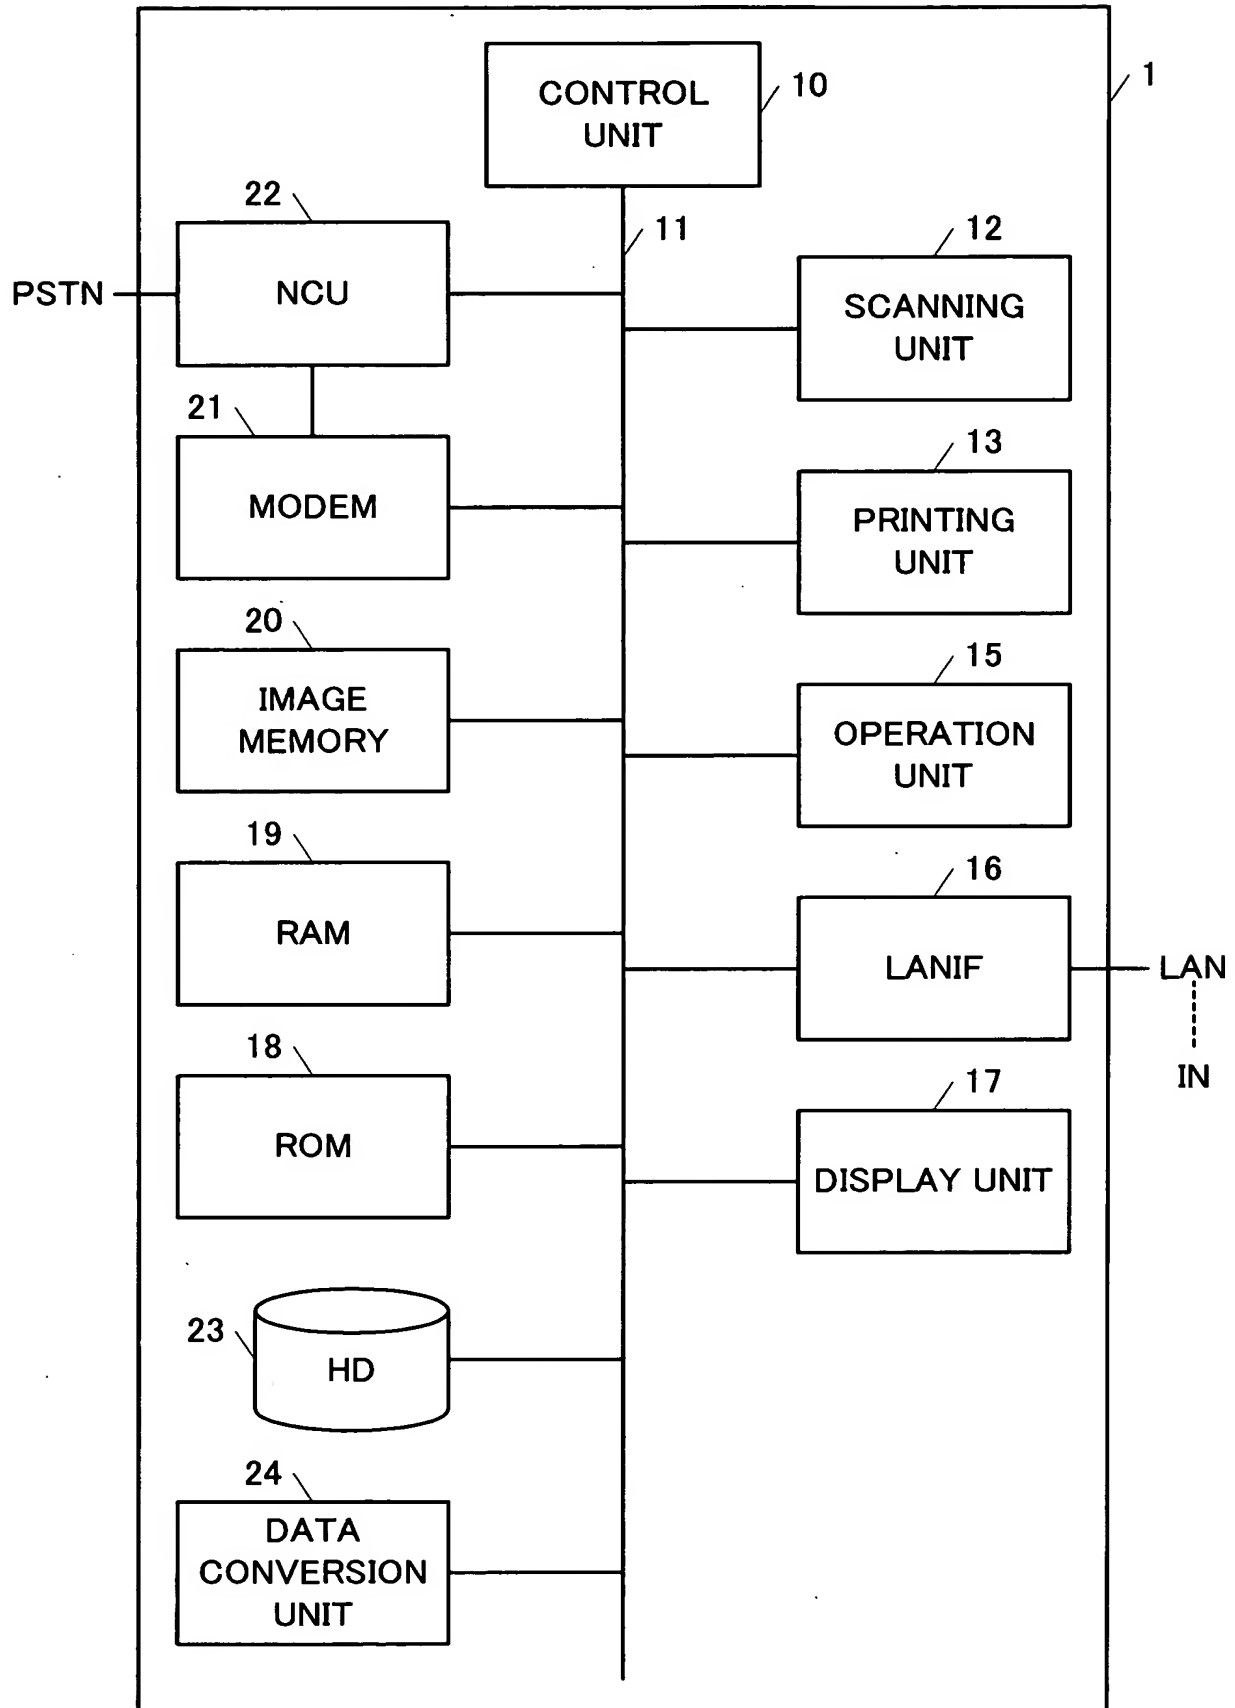 CONTROL
UNIT
10
1
22
NCU
PSTN
11
12
SCANNING
UNIT
21
MODEM
13
PRINTING
UNIT
20
IMAGE
MEMORY
15
OPERATION
UNIT
19
RAM
16
LANIF
LAN
IN
18
ROM
17
DISPLAY UNIT
23
HD
24
DATA
CONVERSION
UNIT